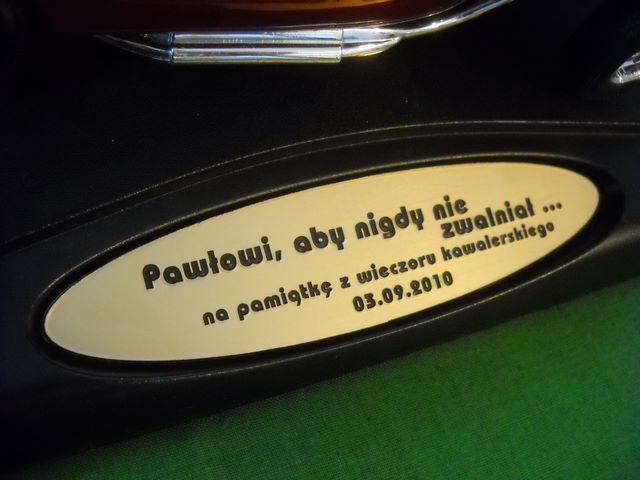 Pawłowi, aby nigdy nie
zwalniał ...
na pamiątkę z wieczoru kawalerskiego
03.09.2010